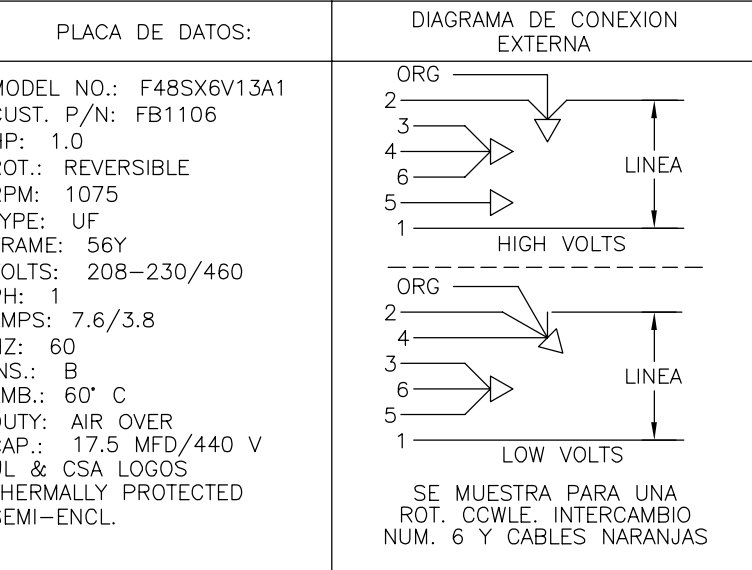 PLACA DE DATOS:
MODEL NO.: F48SX6V13A1
CUST. P/N: FB1106
HP: 1.0
ROT.: REVERSIBLE
RPM: 1075
TYPE: UF
FRAME: 56Y
VOLTS: 208-230/460
PH: 1
AMPS: 7.6/3.8
HZ: 60
INS.: B
AMB.: 60° C
DUTY: AIR OVER
CAP.: 17.5 MFD/440 V
UL & CSA LOGOS
THERMALLY PROTECTED
SEMI-ENCL.
DIAGRAMA DE CONEXION
EXTERNA
ORG
2
3
4
6
5
1
LINEA
HIGH VOLTS
ORG
2
4
3
6
5
1
LINEA
LOW VOLTS
SE MUESTRA PARA UNA
ROT. CCWLE. INTERCAMBIO
NUM. 6 Y CABLES NARANJAS